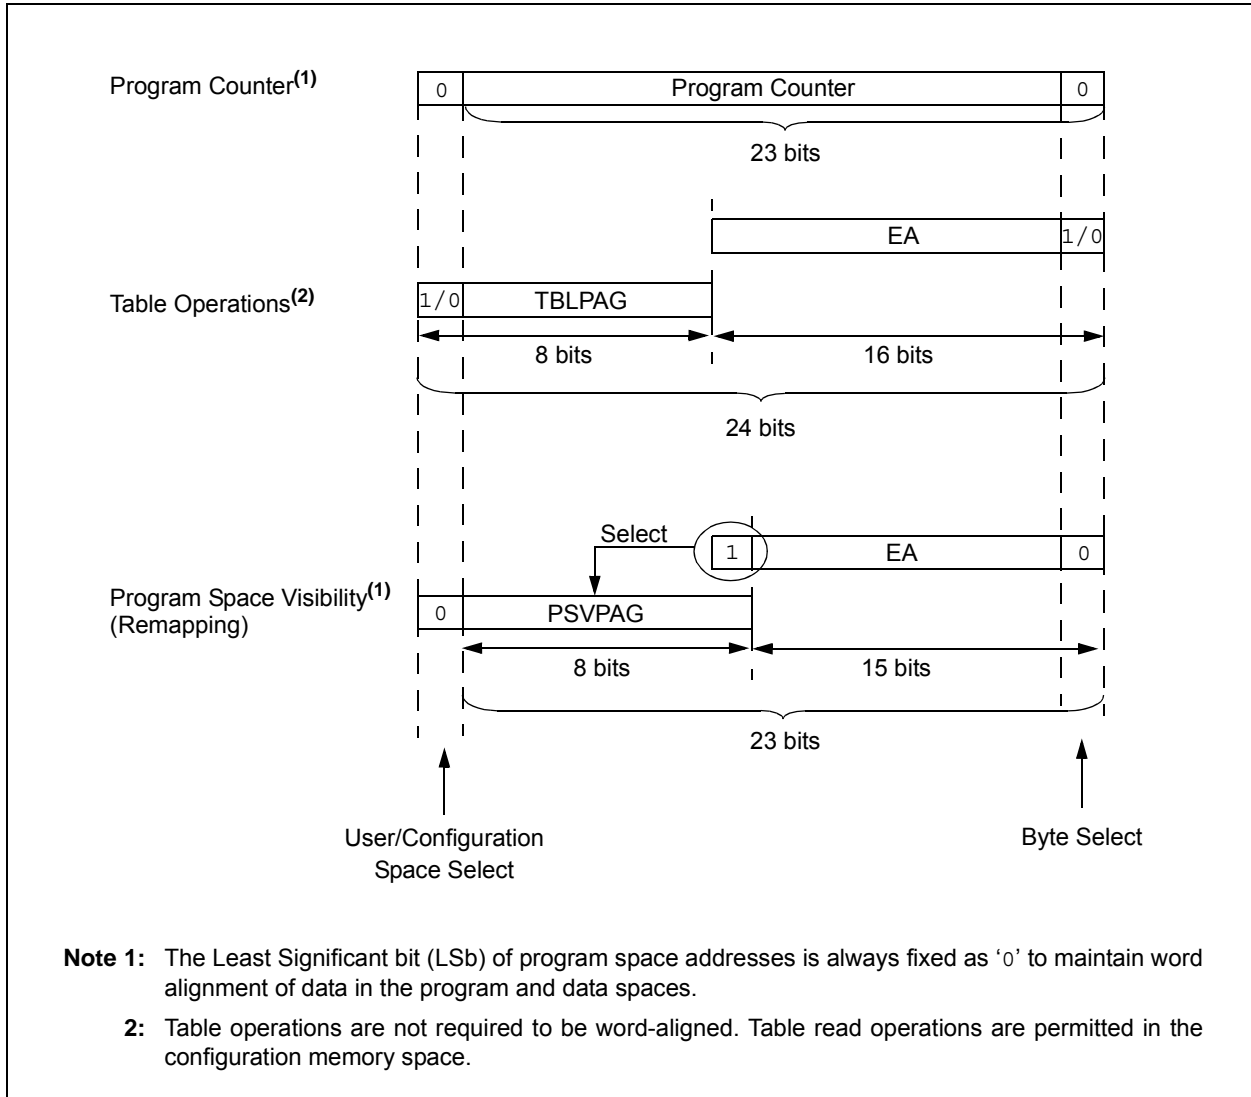 Program Counter(1)
0
Program Counter
0
23 bits
EA
1/0
Table Operations(2)
1/0
TBLPAG
8 bits
16 bits
24 bits
Select
1
EA
0
Program Space Visibility(1)
(Remapping)
0
PSVPAG
8 bits
15 bits
23 bits
User/Configuration
Space Select
Byte Select
Note 1: The Least Significant bit (LSb) of program space addresses is always fixed as ‘0’ to maintain word
alignment of data in the program and data spaces.
2: Table operations are not required to be word-aligned. Table read operations are permitted in the
configuration memory space.